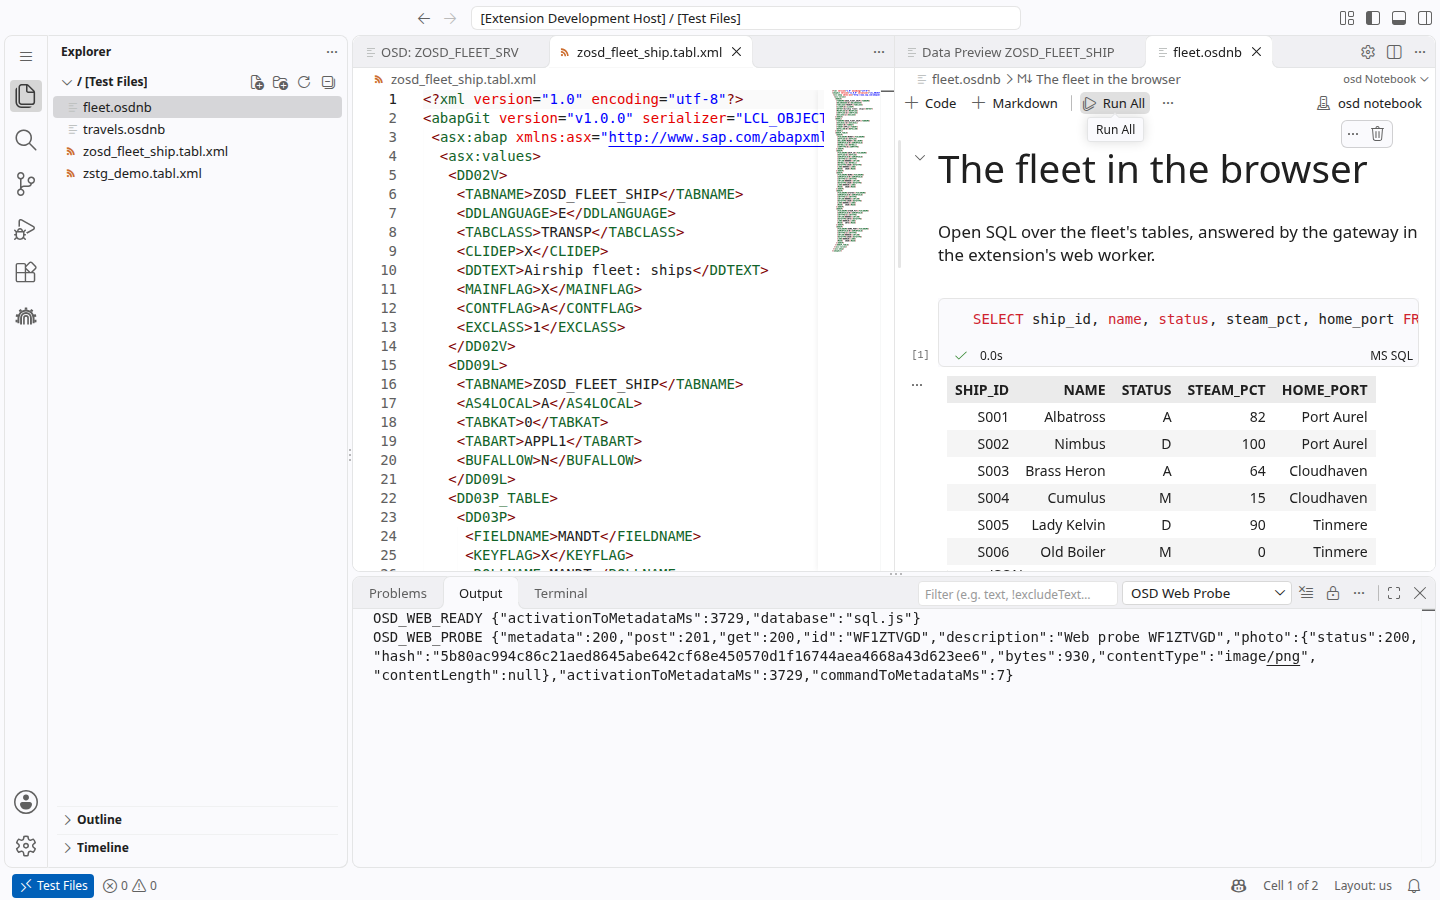 [Extension Development Host] / [Test Files]
Explorer
/ [Test Files]
fleet.osdnb
travels.osdnb
zosd_fleet_ship.tabl.xml
zstg_demo.tabl.xml
Outline
Timeline
OSD: ZOSD_FLEET_SRV
zosd_fleet_ship.tabl.xml
zosd_fleet_ship.tabl.xml
1 <?xml version="1.0" encoding="utf-8"?>
2 <abapGit version="v1.0.0" serializer="LCL_OBJECT
3 <asx:abap xmlns:asx="http://www.sap.com/abapxml
4 <asx:values>
5 <DD02V>
6 <TABNAME>ZOSD_FLEET_SHIP</TABNAME>
7 <DDLANGUAGE>E</DDLANGUAGE>
8 <TABCLASS>TRANSP</TABCLASS>
9 <CLIDEP>X</CLIDEP>
10 <DDTEXT>Airship fleet: ships</DDTEXT>
11 <MAINFLAG>X</MAINFLAG>
12 <CONTFLAG>A</CONTFLAG>
13 <EXCLASS>1</EXCLASS>
14 </DD02V>
15 <DD09L>
16 <TABNAME>ZOSD_FLEET_SHIP</TABNAME>
17 <AS4LOCAL>A</AS4LOCAL>
18 <TABKAT>0</TABKAT>
19 <TABART>APPL1</TABART>
20 <BUFALLOW>N</BUFALLOW>
21 </DD09L>
22 <DD03P_TABLE>
23 <DD03P>
24 <FIELDNAME>MANDT</FIELDNAME>
25 <KEYFLAG>X</KEYFLAG>
Data Preview ZOSD_FLEET_SHIP
fleet.osdnb
fleet.osdnb > M↓ The fleet in the browser
osd Notebook
+ Code + Markdown Run All ··· osd notebook
Run All
The fleet in the browser
Open SQL over the fleet's tables, answered by the gateway in
the extension's web worker.
SELECT ship_id, name, status, steam_pct, home_port FR
[1] 0.0s MS SQL
SHIP_ID NAME STATUS STEAM_PCT HOME_PORT
S001 Albatross A 82 Port Aurel
S002 Nimbus D 100 Port Aurel
S003 Brass Heron A 64 Cloudhaven
S004 Cumulus M 15 Cloudhaven
S005 Lady Kelvin D 90 Tinmere
S006 Old Boiler M 0 Tinmere
Problems Output Terminal
Filter (e.g. text, !excludeText...
OSD Web Probe
OSD_WEB_READY {"activationToMetadataMs":3729,"database":"sql.js"}
OSD_WEB_PROBE {"metadata":200,"post":201,"get":200,"id":"WF1ZTVGD","description":"Web probe WF1ZTVGD","photo":{"status":200,
"hash":"5b80ac994c86c21aed8645abe642cf68e450570d1f16744aea4668a43d623ee6","bytes":930,"contentType":"image/png",
"contentLength":null},"activationToMetadataMs":3729,"commandToMetadataMs":7}
Test Files 0 0
Cell 1 of 2 Layout: us